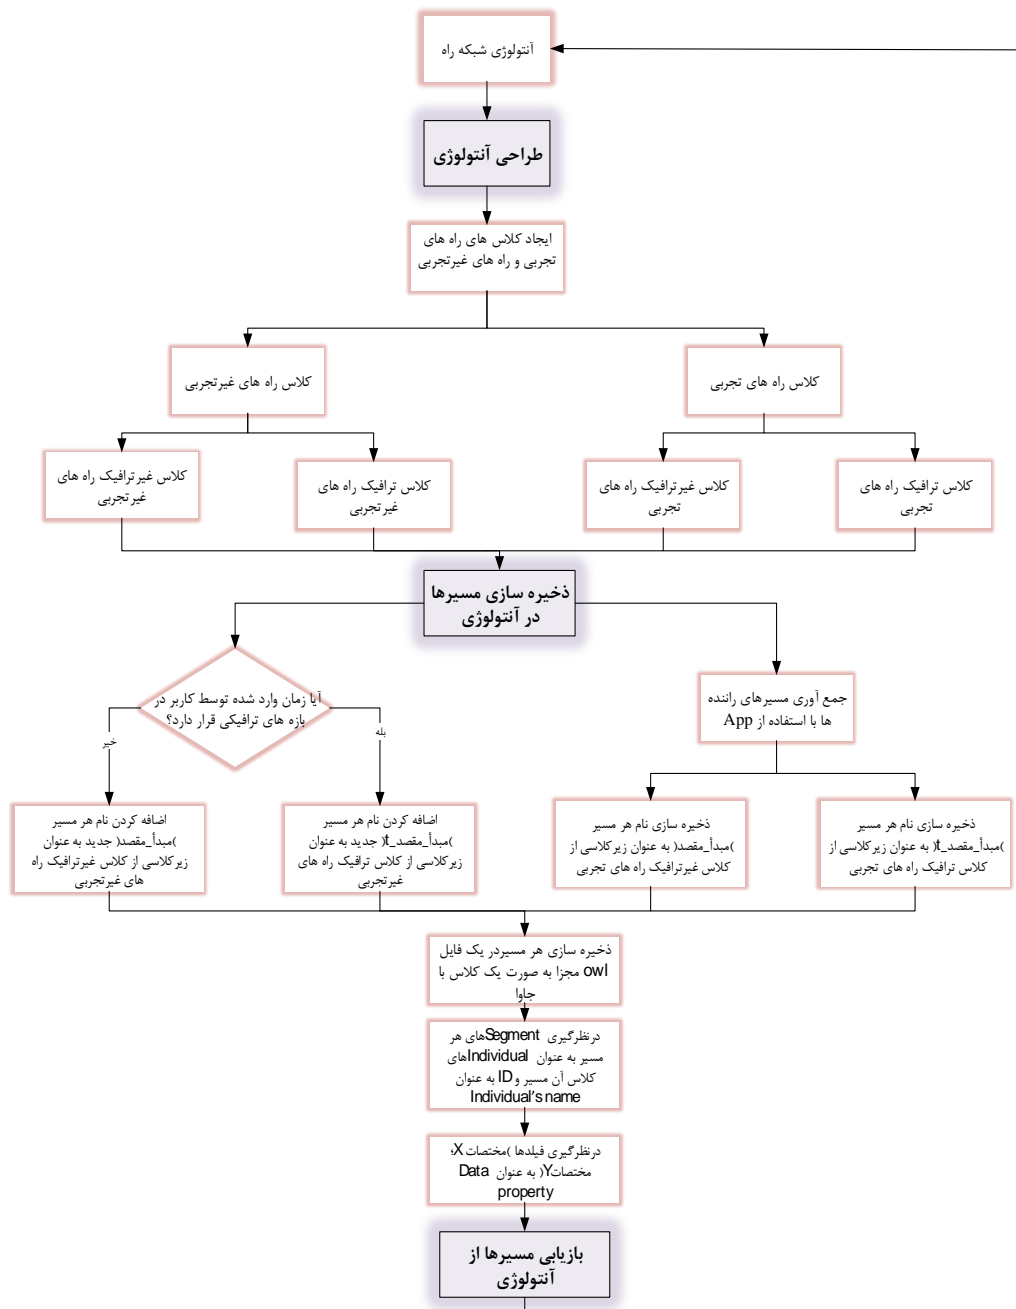 آنتولوژی شبکه راه
طراحی آنتولوژی
ایجاد کلاس های راه های
تجربی و راه های غیرتجربی
کلاس راه های تجربی
کلاس راه های غیرتجربی
کلاس ترافیک راه های
تجربی
کلاس غیرترافیک راه های
تجربی
کلاس ترافیک راه های
غیرتجربی
کلاس غیرترافیک راه های
غیرتجربی
ذخیره سازی مسیرها
در آنتولوژی
جمع آوری مسیرهای راننده
ها با استفاده از App
آیا زمان وارد شده توسط کاربر در
بازه های ترافیکی قرار دارد؟
بله
خیر
ذخیره سازی نام هر مسیر
)مبدأ_مقصد_t( به عنوان زیرکلاسی از
کلاس ترافیک راه های تجربی
ذخیره سازی نام هر مسیر
)مبدأ_مقصد( به عنوان زیرکلاسی از
کلاس غیرترافیک راه های تجربی
اضافه کردن نام هر مسیر
)مبدأ_مقصد_t( جدید به عنوان
زیرکلاسی از کلاس ترافیک راه های
غیرتجربی
اضافه کردن نام هر مسیر
)مبدأ_مقصد( جدید به عنوان
زیرکلاسی از کلاس غیرترافیک راه
های غیرتجربی
ذخیره سازی هر مسیردر یک فایل
owl مجزا به صورت یک کلاس با
جاوا
درنظرگیری Segmentهای هر
مسیر به عنوان Individualهای
کلاس آن مسیر و ID به عنوان
Individual's name
درنظرگیری فیلدها )مختصات X،
مختصاتY( به عنوان Data
property
بازیابی مسیرها از
آنتولوژی